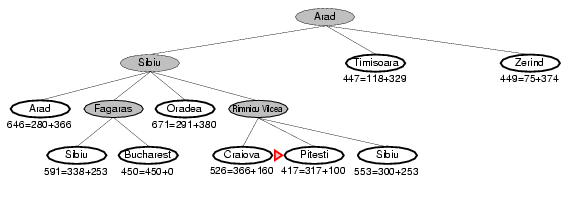 Arad
Sibiu Timisoara Zerind
447=118+329 449=75+374
Arad Fagaras Oradea Rimnicu Vilcea
646=280+366 671=291+380
Sibiu Bucharest Craiova Pitesti Sibiu
591=338+253 450=450+0 526=366+160 417=317+100 553=300+253